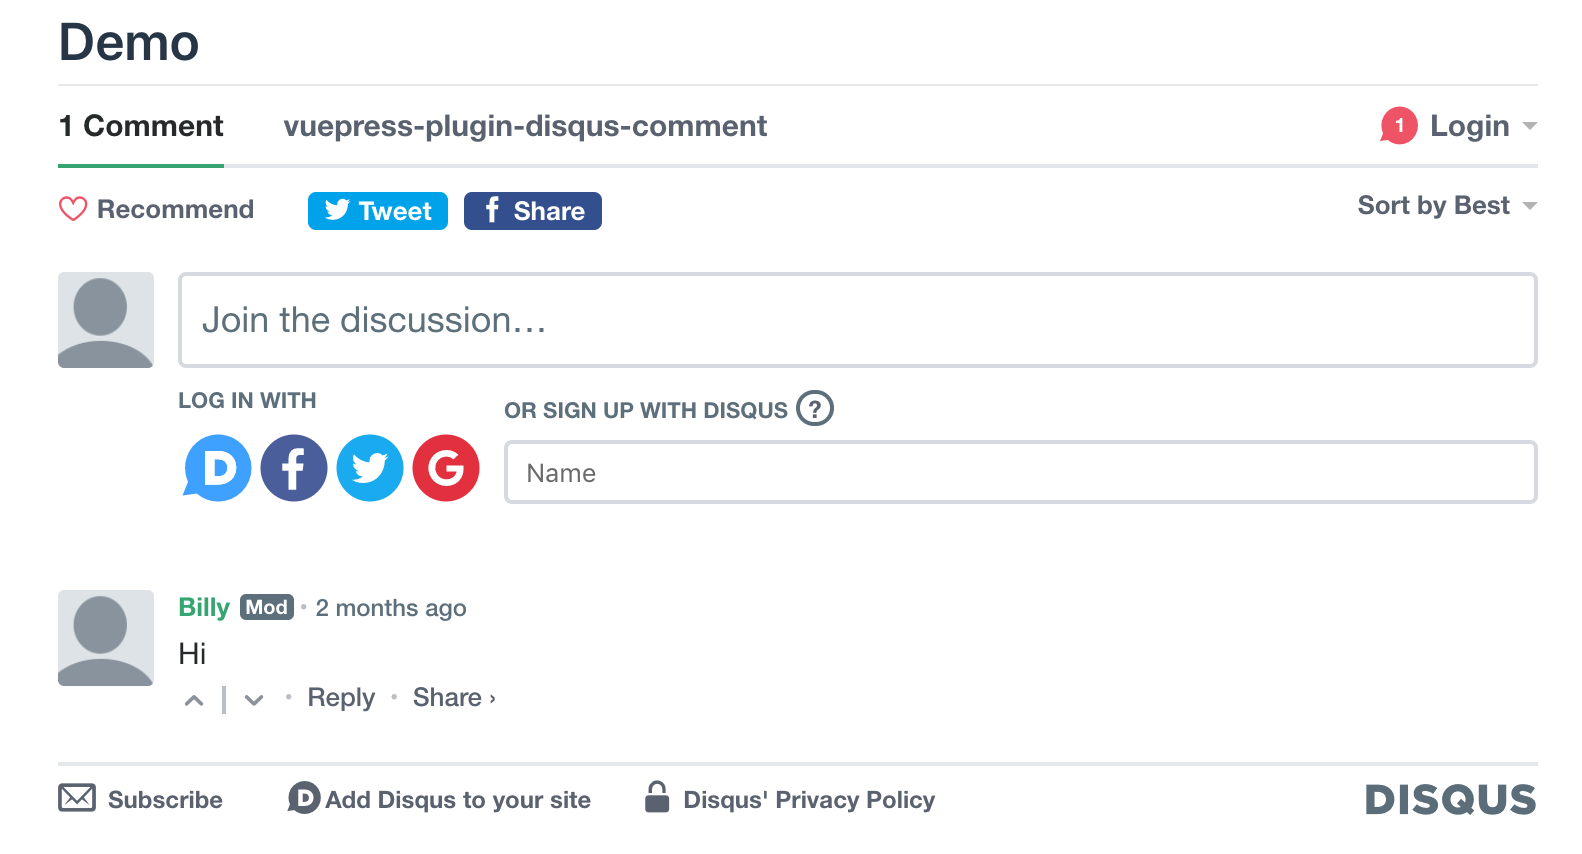 Demo
1 Comment vuepress-plugin-disqus-comment 1 Login
Recommend Tweet f Share Sort by Best
Join the discussion…
LOG IN WITH
OR SIGN UP WITH DISQUS ?
D f G
Name
Billy Mod • 2 months ago
Hi
• Reply • Share ›
Subscribe D Add Disqus to your site Disqus' Privacy Policy DISQUS